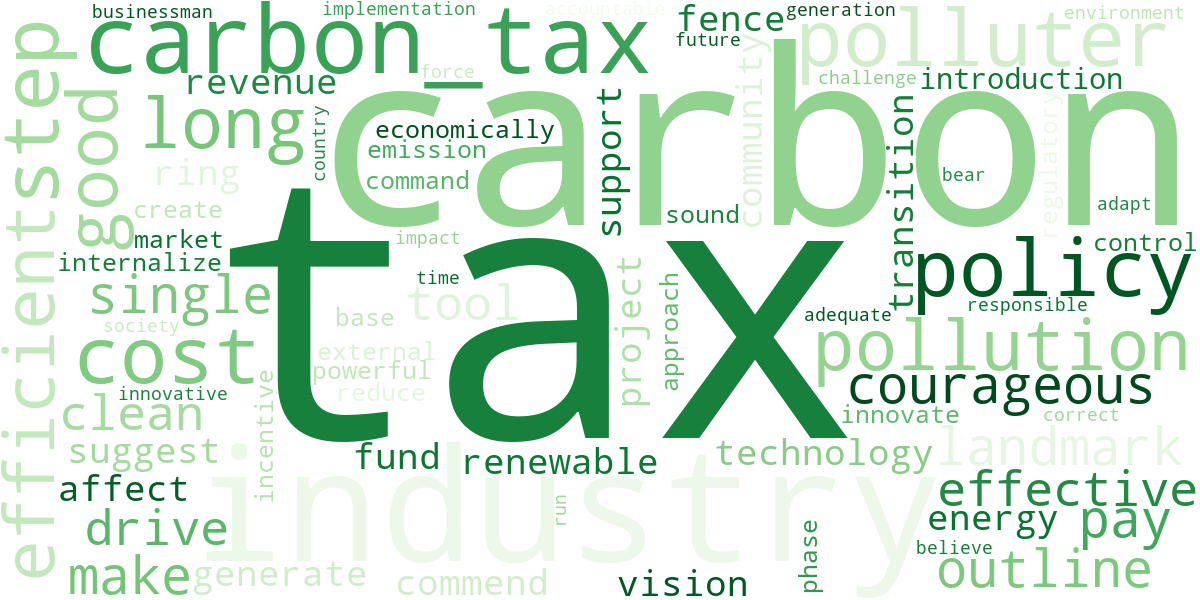 businessman
implementation
accountable
fence
generation
environment
carbon_tax
future
polluter
force
challenge
introduction
revenue
step
good
long
carbon
economically
emission
command
country
support
community
transition
regulatory
bear
adapt
ring
create
sound
market
internalize
impact
tax
policy
control
time
single
tool
project
approach
responsible
adequate
society
base
pollution
cost
external
powerful
reduce
innovative
courageous
clean
incentive
innovate
correct
suggest
fund
renewable
technology
landmark
efficient
affect
industry
run
effective
drive
energy
pay
phase
believe
make
generate
commend
vision
outline